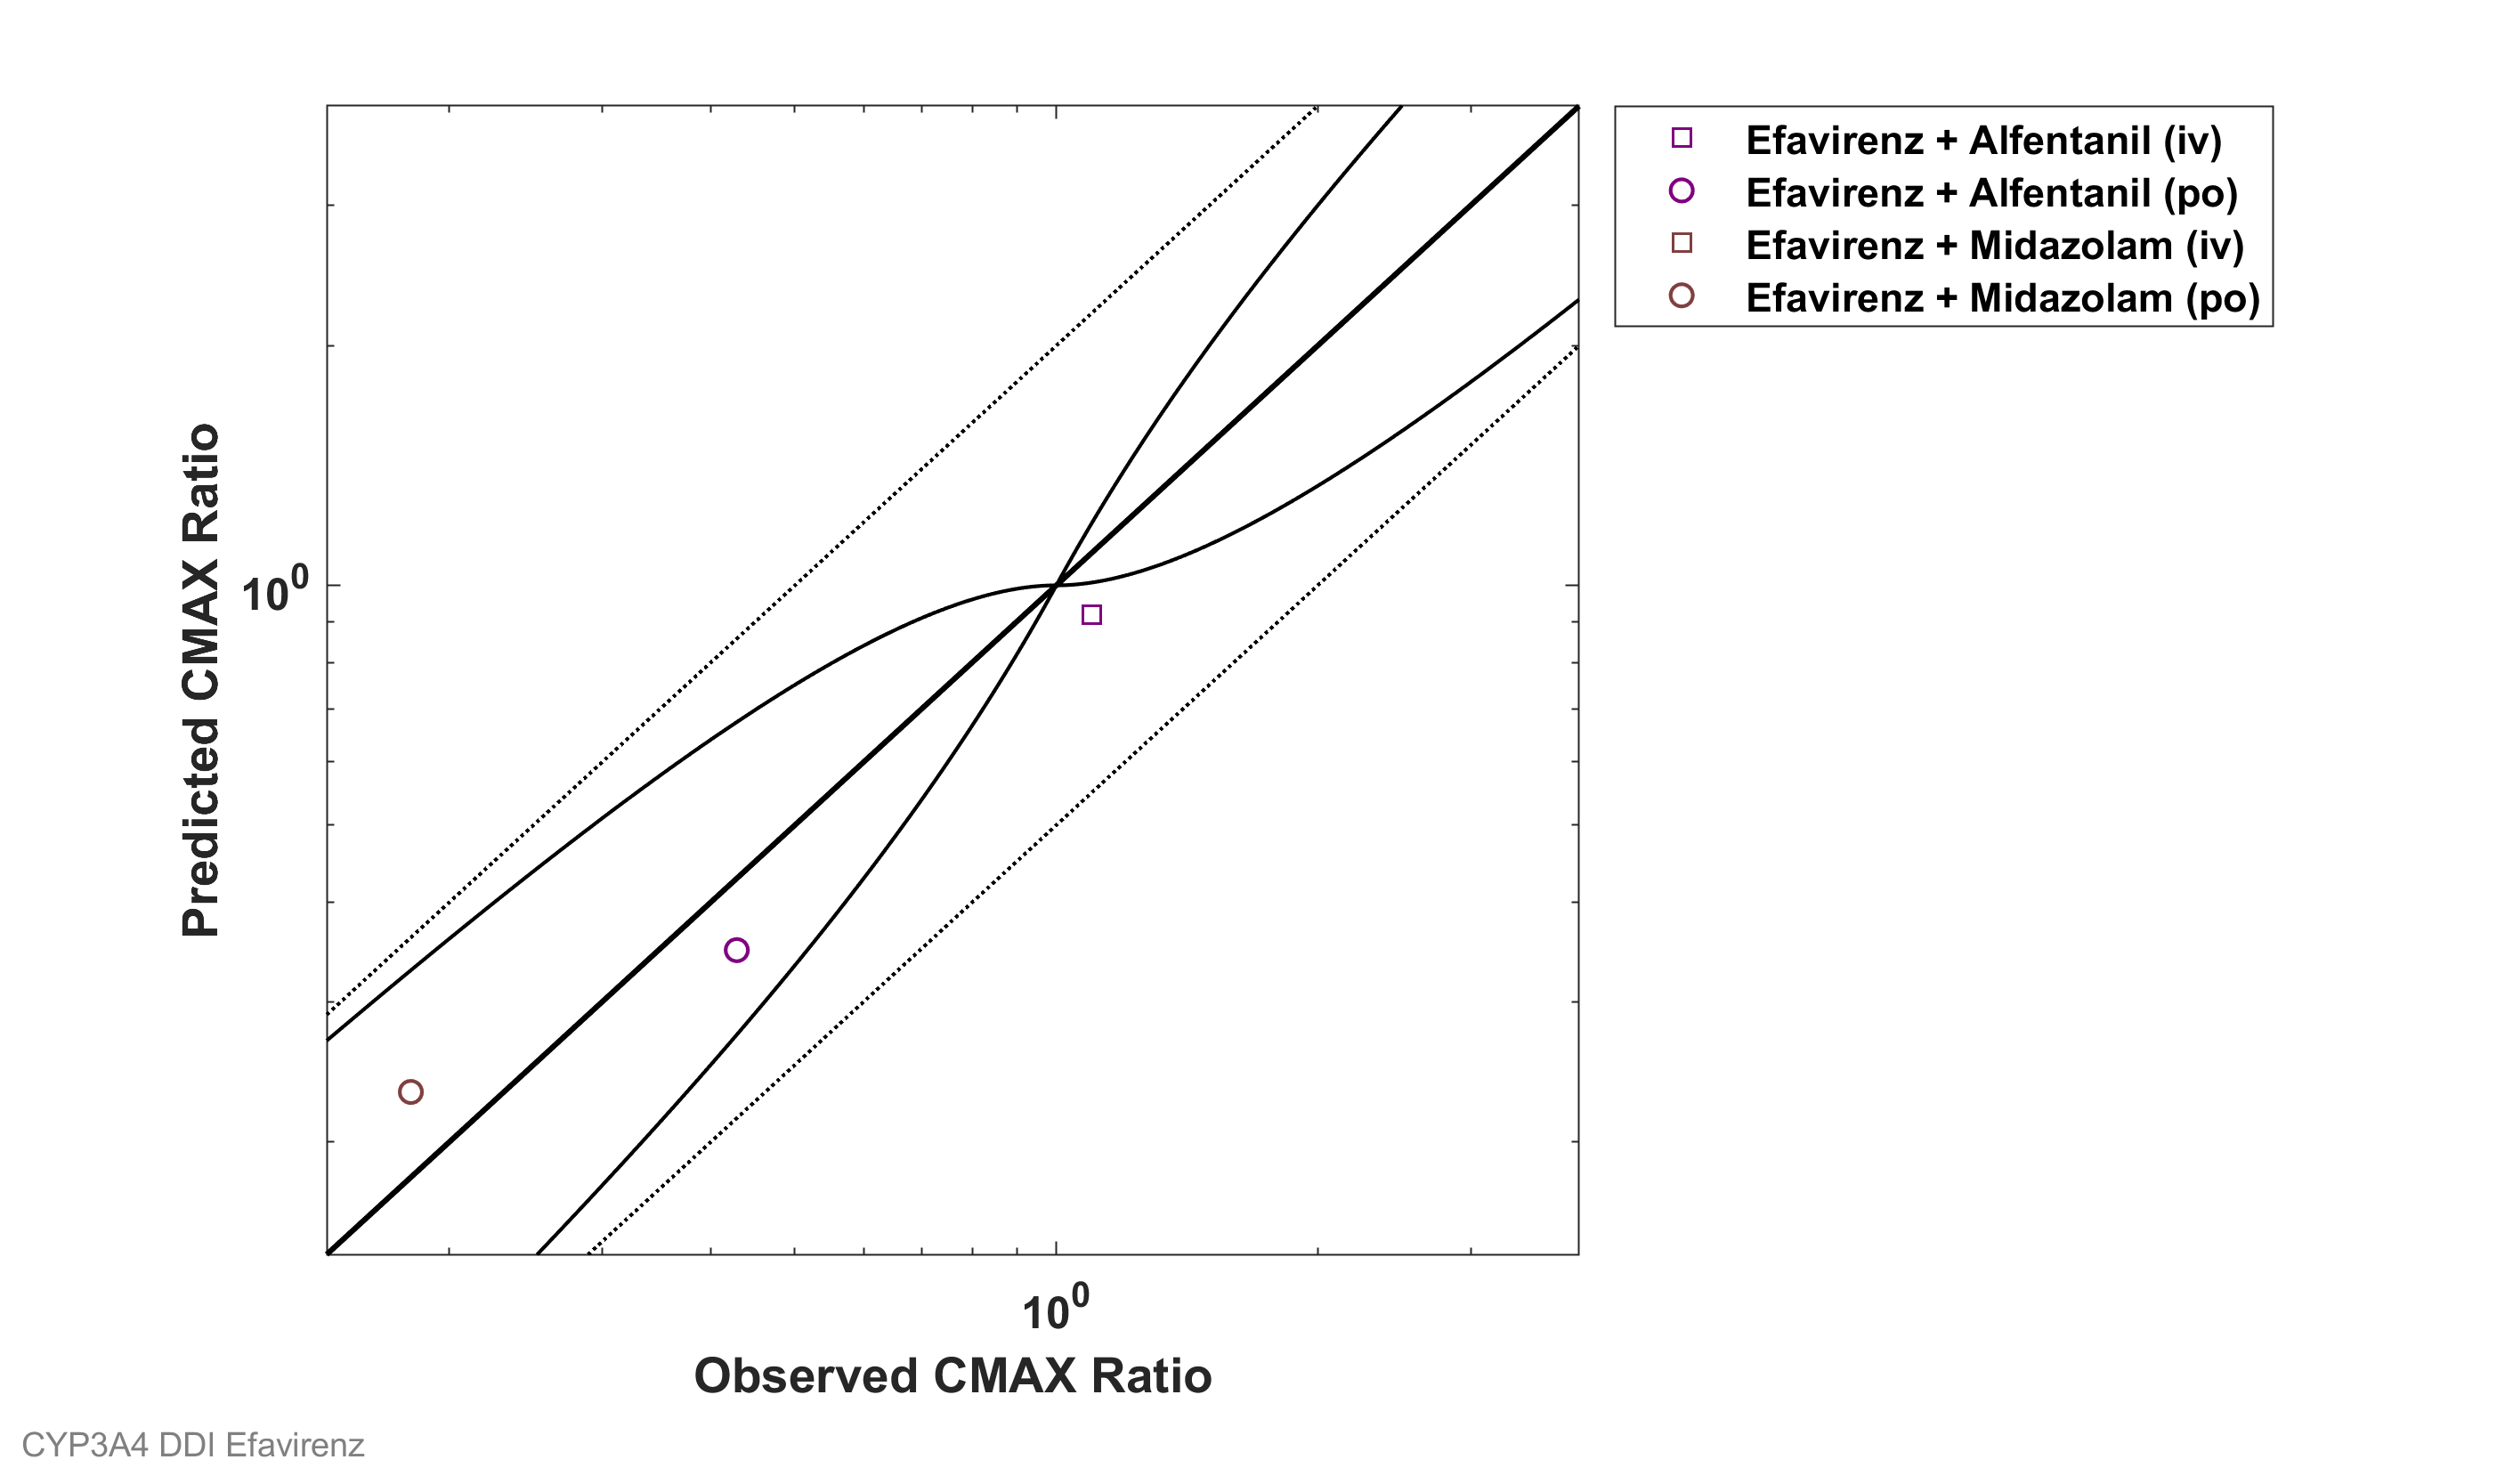 Efavirenz + Alfentanil (iv)
Efavirenz + Alfentanil (po)
Efavirenz + Midazolam (iv)
Efavirenz + Midazolam (po)
Predicted CMAX Ratio
10⁰
10⁰
Observed CMAX Ratio
CYP3A4 DDI Efavirenz